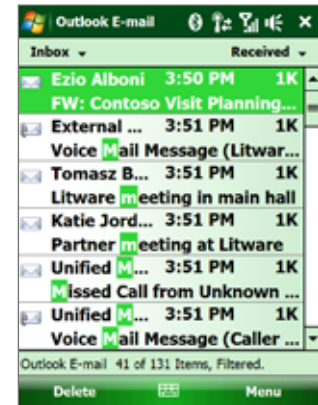 Outlook E-mail
Inbox Received
Ezio Alboni 3:50 PM 1K
FW: Contoso Visit Planning...
External ... 3:51 PM 1K
Voice Mail Message (Litwar...
Tomasz B... 3:51 PM 1K
Litware meeting in main hall
Katie Jord... 3:51 PM 1K
Partner meeting at Litware
Unified M... 3:51 PM 1K
Missed Call from Unknown ...
Unified M... 3:51 PM 1K
Voice Mail Message (Caller ...
Outlook E-mail 41 of 131 Items, Filtered.
Delete Menu